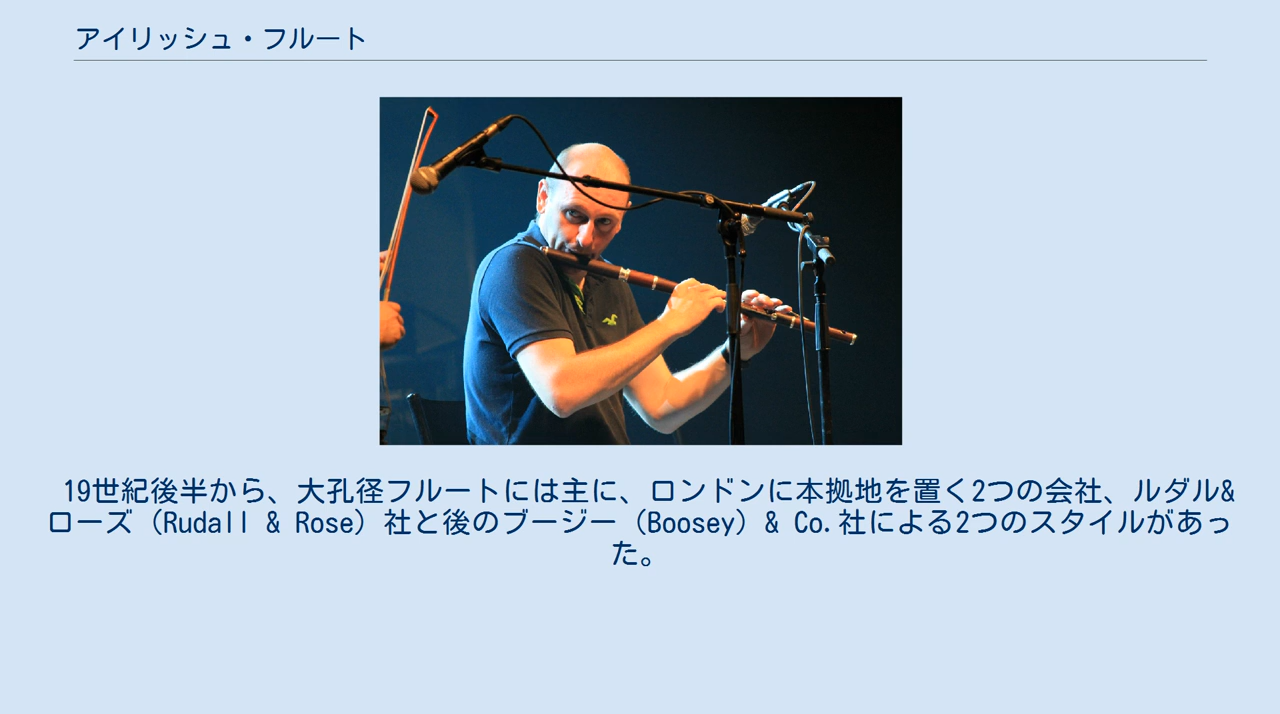 アイリッシュ・フルート
19世紀後半から、大孔径フルートには主に、ロンドンに本拠地を置く2つの会社、ルダル&
ローズ（Rudall & Rose）社と後のブージー（Boosey）& Co.社による2つのスタイルがあっ
た。